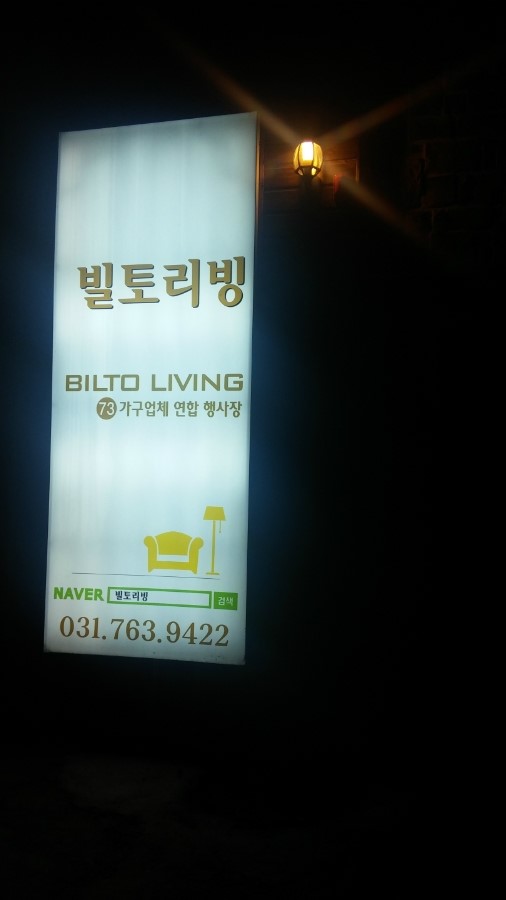 빌토리빙
BILTO LIVING
73 가구업체 연합 행사장
NAVER 빌토리빙 검색
031.763.9422